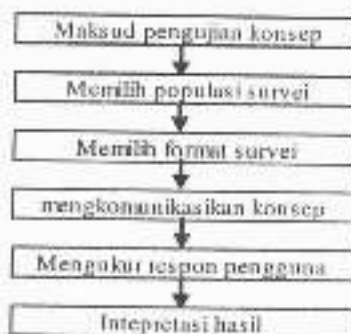 Maksud pengujian konsep
Memilih populasi survei
Memilih format survei
mengkomunikasikan konsep
Mengukur respon pengguna
Intepretasi hasil